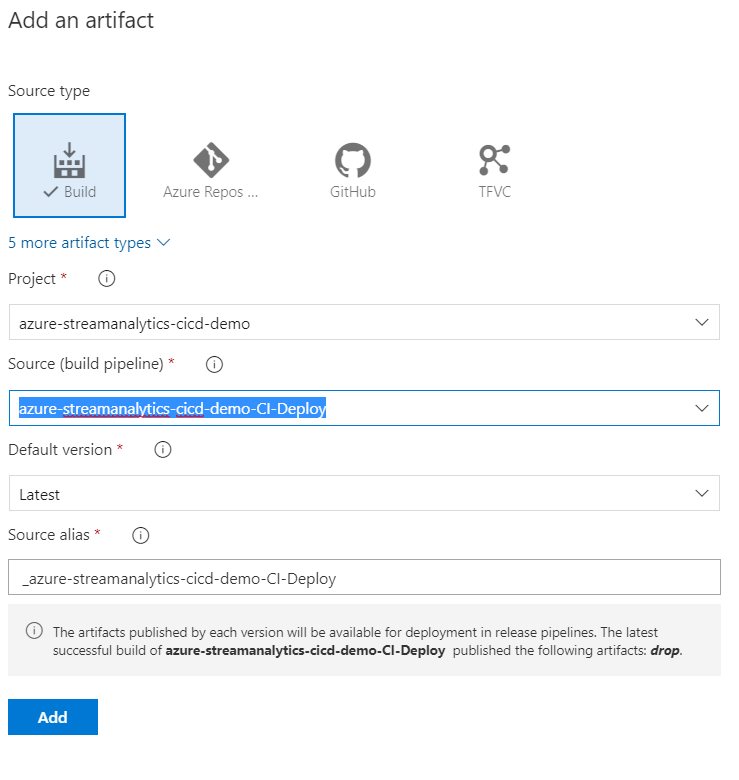 Add an artifact
Source type
Build
Azure Repos ...
GitHub
TFVC
5 more artifact types
Project *
azure-streamanalytics-cicd-demo
Source (build pipeline) *
azure-streamanalytics-cicd-demo-CI-Deploy
Default version *
Latest
Source alias *
_azure-streamanalytics-cicd-demo-CI-Deploy
The artifacts published by each version will be available for deployment in release pipelines. The latest
successful build of azure-streamanalytics-cicd-demo-CI-Deploy published the following artifacts: drop.
Add